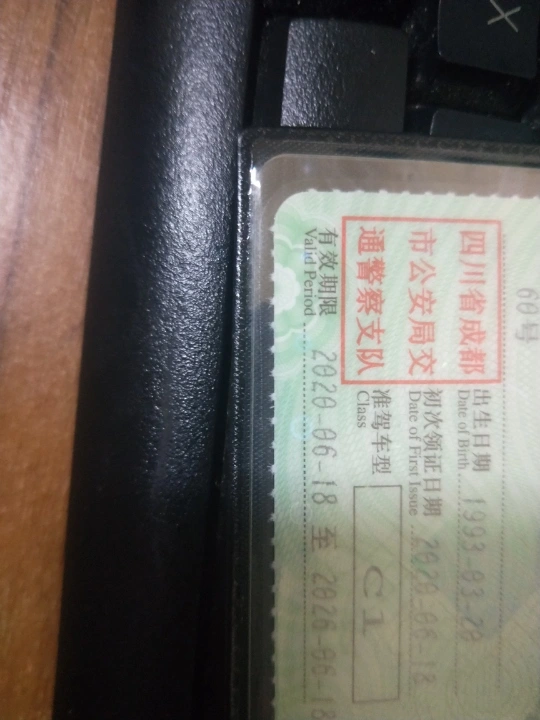 X
60号
四川省成都
市公安局交
通警察支队
出生日期 1993-03-20
Date of Birth
初次领证日期 2020-06-18
Date of First Issue
准驾车型 C1
Class
有效期限 2020-06-18 至 2026-06-18
Valid Period